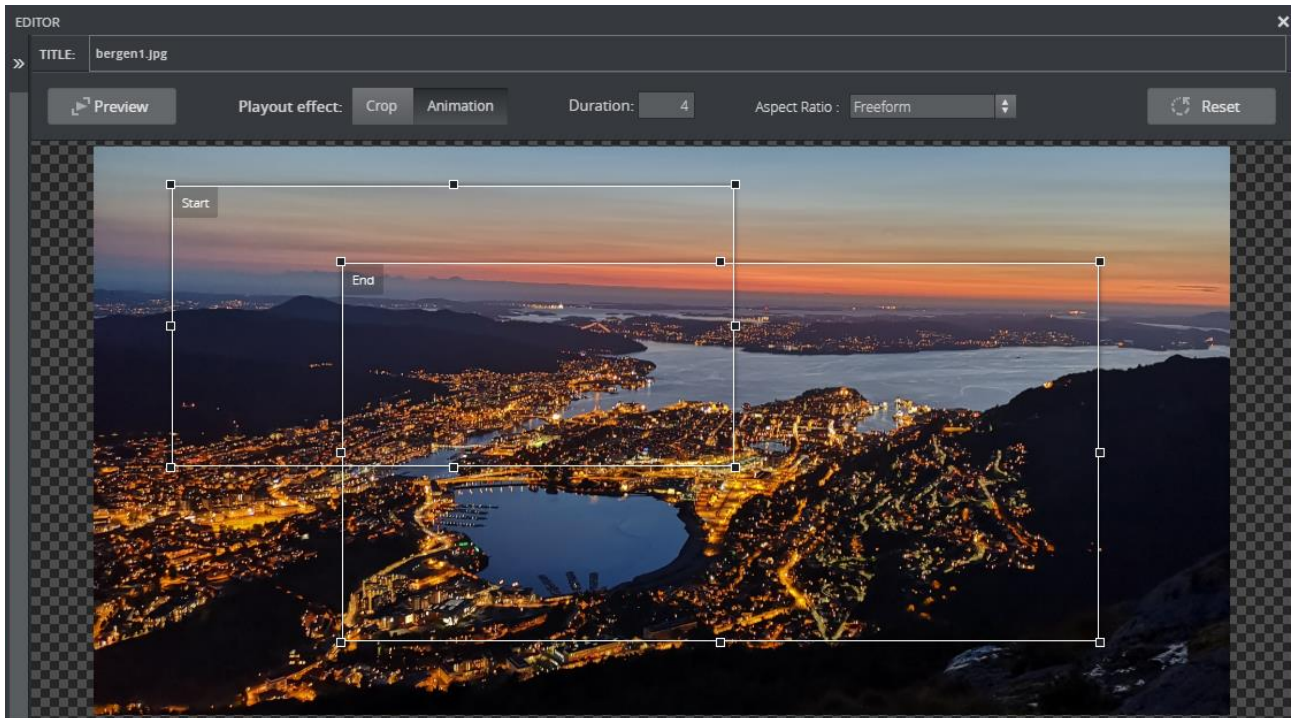 EDITOR
TITLE: bergen1.jpg
Preview Playout effect: Crop Animation Duration: 4 Aspect Ratio : Freeform Reset
Start
End